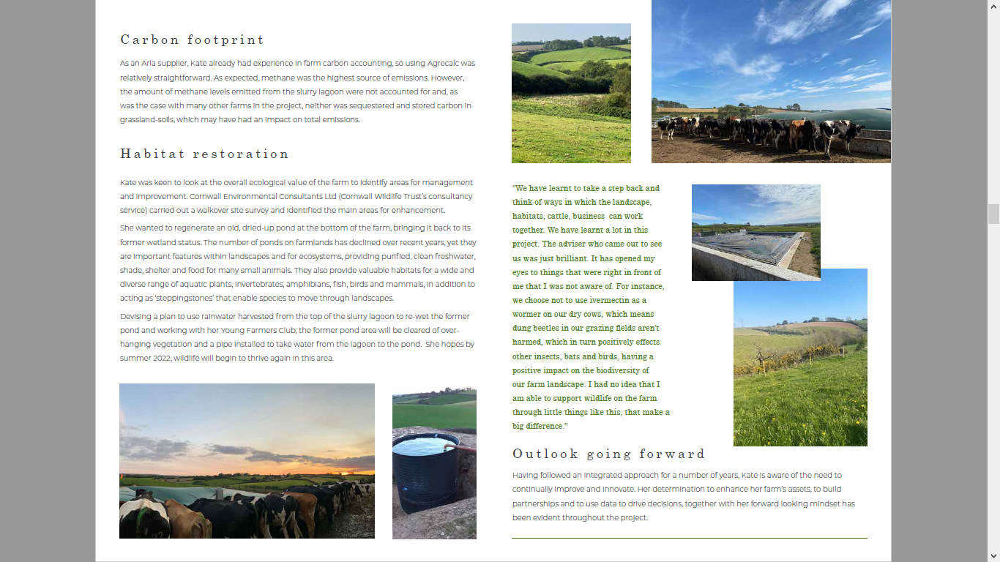 Carbon footprint
As an Arla supplier, Kate already had experience in farm carbon accounting, so using Agrecalc was
relatively straightforward. As expected, methane was the highest source of emissions. However,
the amount of methane levels emitted from the slurry lagoon were not accounted for and, as
was the case with many other farms in the project, neither was sequestered and stored carbon in
grassland-soils, which may have had an impact on total emissions.
Habitat restoration
Kate was keen to look at the overall ecological value of the farm to identify areas for management
and improvement. Cornwall Environmental Consultants Ltd (Cornwall Wildlife Trust's consultancy
service) carried out a walkover site survey and identified the main areas for enhancement.
She wanted to regenerate an old, dried-up pond at the bottom of the farm, bringing it back to its
former wetland status. The number of ponds on farmlands has declined over recent years, yet they
are important features within landscapes and for ecosystems, providing purified, clean freshwater,
shade, shelter and food for many small animals. They also provide valuable habitats for a wide and
diverse range of aquatic plants, invertebrates, amphibians, fish, birds and mammals, in addition to
acting as 'steppingstones' that enable species to move through landscapes.
Devising a plan to use rainwater harvested from the top of the slurry lagoon to re-wet the former
pond and working with her Young Farmers Club, the former pond area will be cleared of over-
hanging vegetation and a pipe installed to take water from the lagoon to the pond.  She hopes by
summer 2022, wildlife will begin to thrive again in this area.
“We have learnt to take a step back and
think of ways in which the landscape,
habitats, cattle, business  can work
together. We have learnt a lot in this
project. The adviser who came out to see
us was just brilliant. It has opened my
eyes to things that were right in front of
me that I was not aware of. For instance,
we choose not to use ivermectin as a
wormer on our dry cows, which means
dung beetles in our grazing fields aren't
harmed, which in turn positively effects
other insects, bats and birds, having a
positive impact on the biodiversity of
our farm landscape. I had no idea that I
am able to support wildlife on the farm
through little things like this, that make a
big difference.”
Outlook going forward
Having followed an integrated approach for a number of years, Kate is aware of the need to
continually improve and innovate. Her determination to enhance her farm's assets, to build
partnerships and to use data to drive decisions, together with her forward looking mindset has
been evident throughout the project.